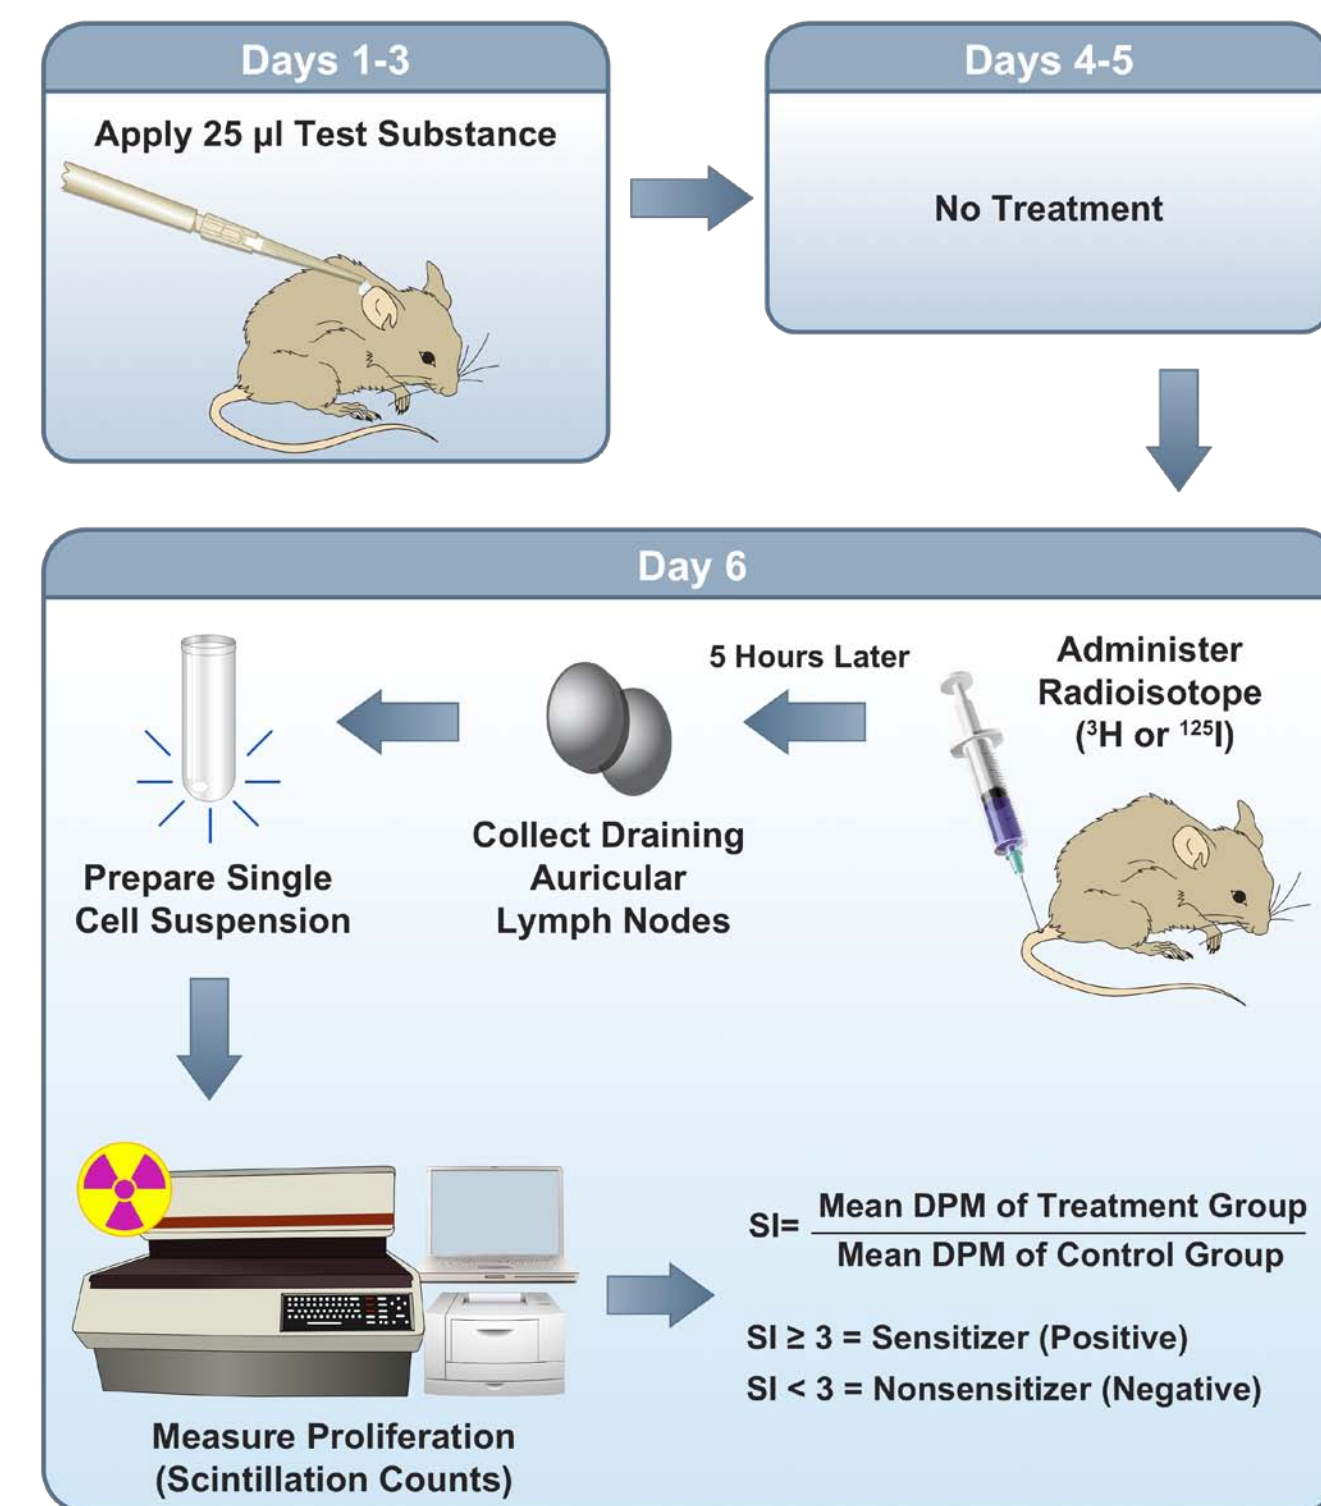 Days 1-3
Apply 25 µl Test Substance
Days 4-5
No Treatment
Day 6
Administer
Radioisotope
(³H or ¹²⁵I)
5 Hours Later
Collect Draining
Auricular
Lymph Nodes
Prepare Single
Cell Suspension
Measure Proliferation
(Scintillation Counts)
SI= Mean DPM of Treatment Group
Mean DPM of Control Group
SI ≥ 3 = Sensitizer (Positive)
SI < 3 = Nonsensitizer (Negative)